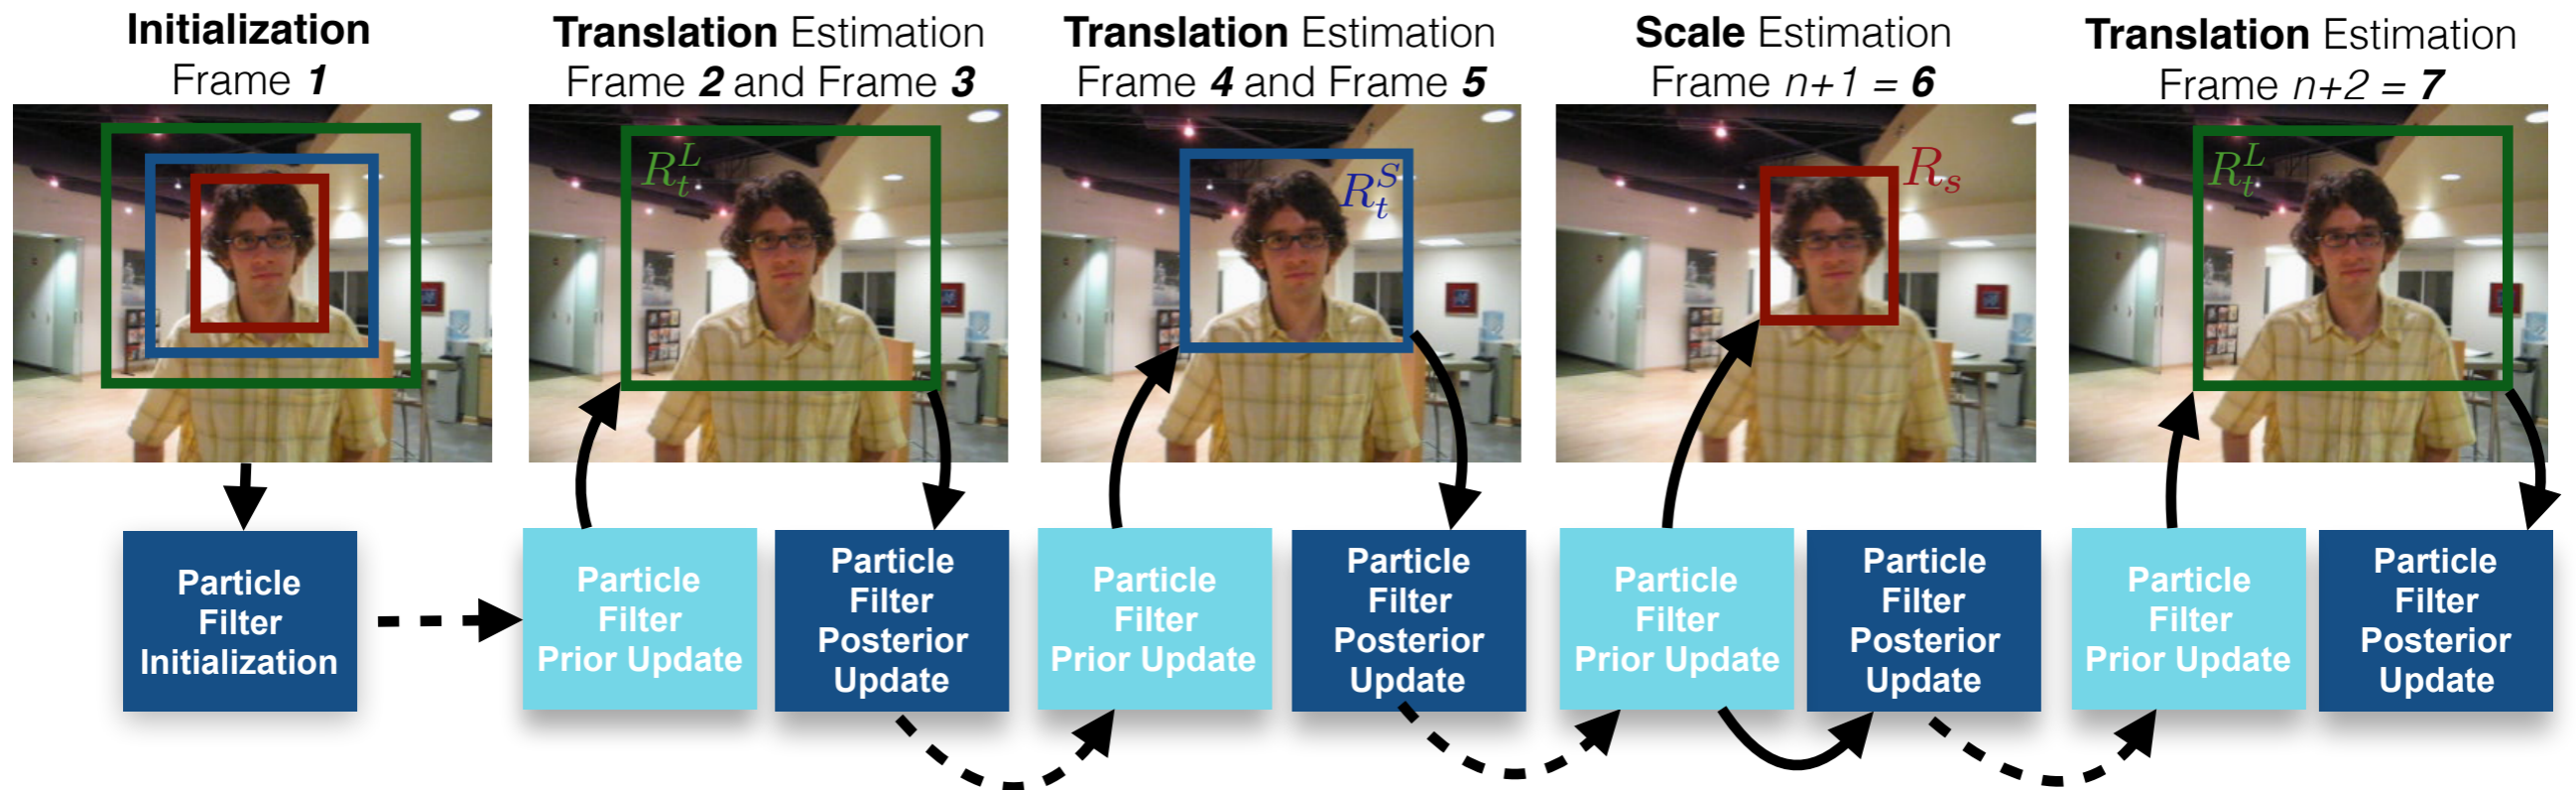 Initialization
Frame 1
Translation Estimation
Frame 2 and Frame 3
Translation Estimation
Frame 4 and Frame 5
Scale Estimation
Frame n+1 = 6
Translation Estimation
Frame n+2 = 7
R_t^L
R_t^S
R_s
R_t^L
Particle
Filter
Initialization
Particle
Filter
Prior Update
Particle
Filter
Posterior
Update
Particle
Filter
Prior Update
Particle
Filter
Posterior
Update
Particle
Filter
Prior Update
Particle
Filter
Posterior
Update
Particle
Filter
Prior Update
Particle
Filter
Posterior
Update